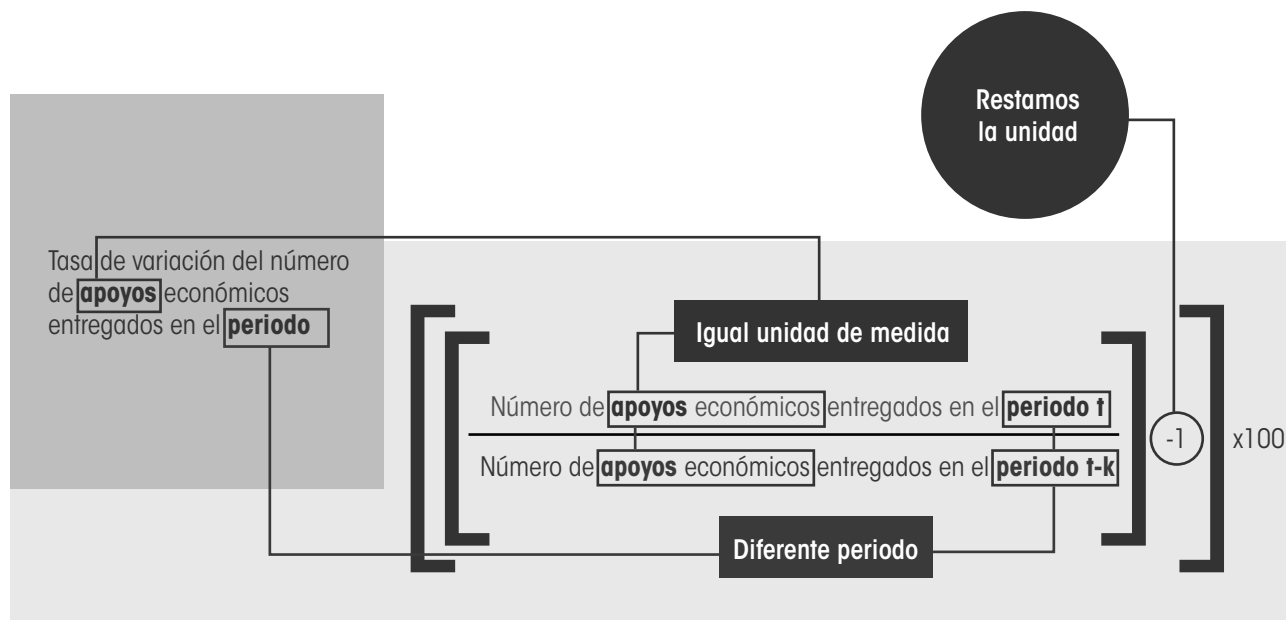 Restamos
la unidad
Tasa de variación del número
de apoyos económicos
entregados en el periodo
Igual unidad de medida
Número de apoyos económicos entregados en el periodo t
Número de apoyos económicos entregados en el periodo t-k
-1
x100
Diferente periodo